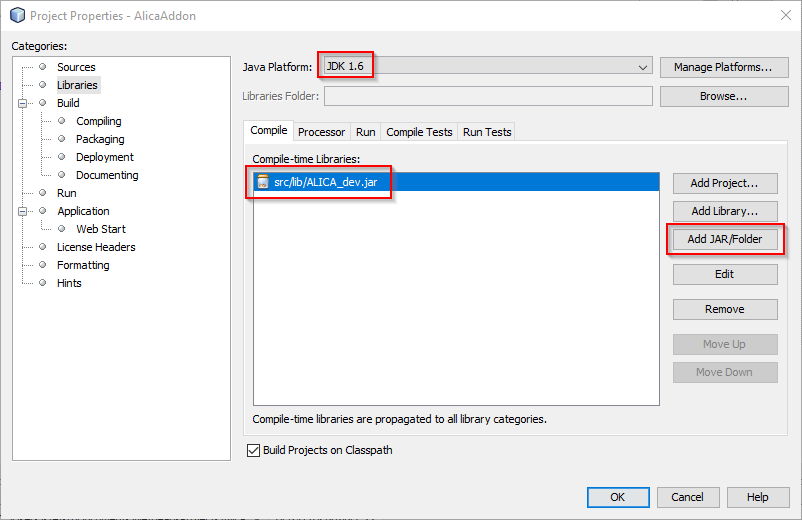 Project Properties - AlicaAddon
Categories:
Sources
Libraries
Build
Compiling
Packaging
Deployment
Documenting
Run
Application
Web Start
License Headers
Formatting
Hints
Java Platform: JDK 1.6 Manage Platforms...
Libraries Folder: Browse...
Compile Processor Run Compile Tests Run Tests
Compile-time Libraries:
src/lib/ALICA_dev.jar
Add Project...
Add Library...
Add JAR/Folder
Edit
Remove
Move Up
Move Down
Compile-time libraries are propagated to all library categories.
Build Projects on Classpath
OK Cancel Help